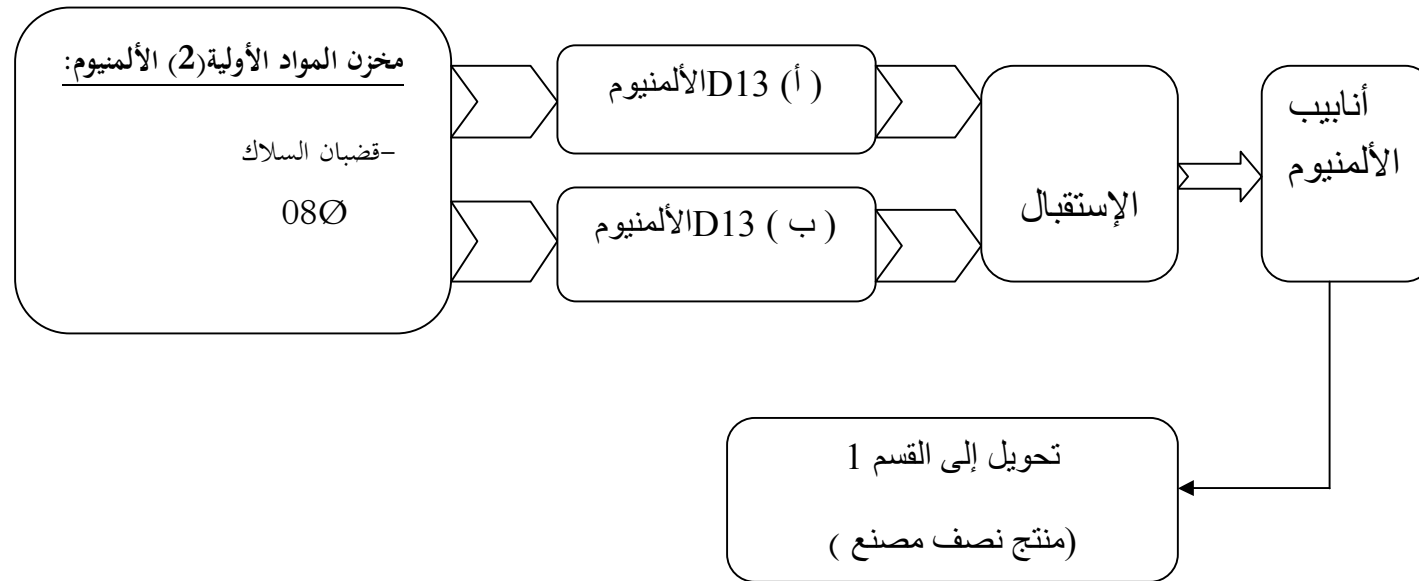 مخزن المواد الأولية(2) الألمنيوم:
-قضبان السلاك
08Ø
( أ) D13الألمنيوم
( ب ) D13الألمنيوم
الإستقبال
أنابيب
الألمنيوم
تحويل إلى القسم 1
(منتج نصف مصنع )